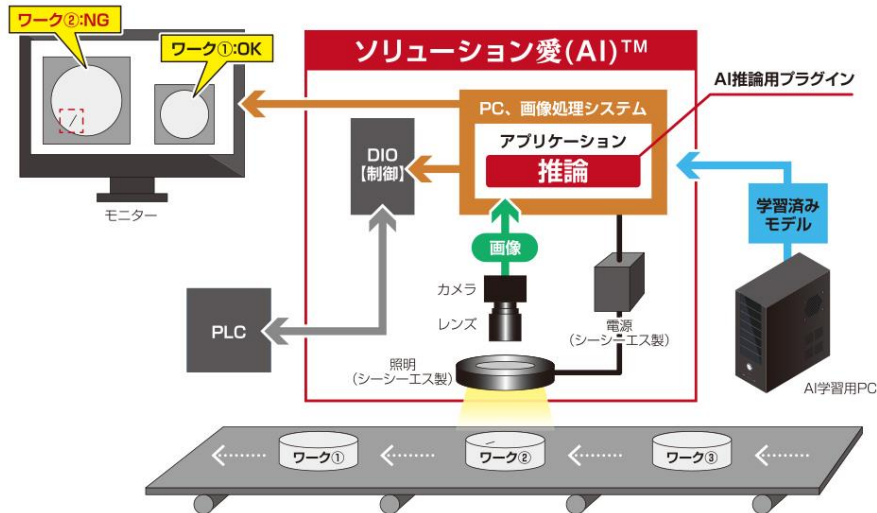 ワーク②:NG
ワーク①:OK
モニター
ソリューション愛(AI)™
AI推論用プラグイン
PC、画像処理システム
アプリケーション
推論
DIO
【制御】
画像
学習済み
モデル
カメラ
レンズ
電源
(シーシーエス製)
PLC
照明
(シーシーエス製)
AI学習用PC
ワーク①
ワーク②
ワーク③